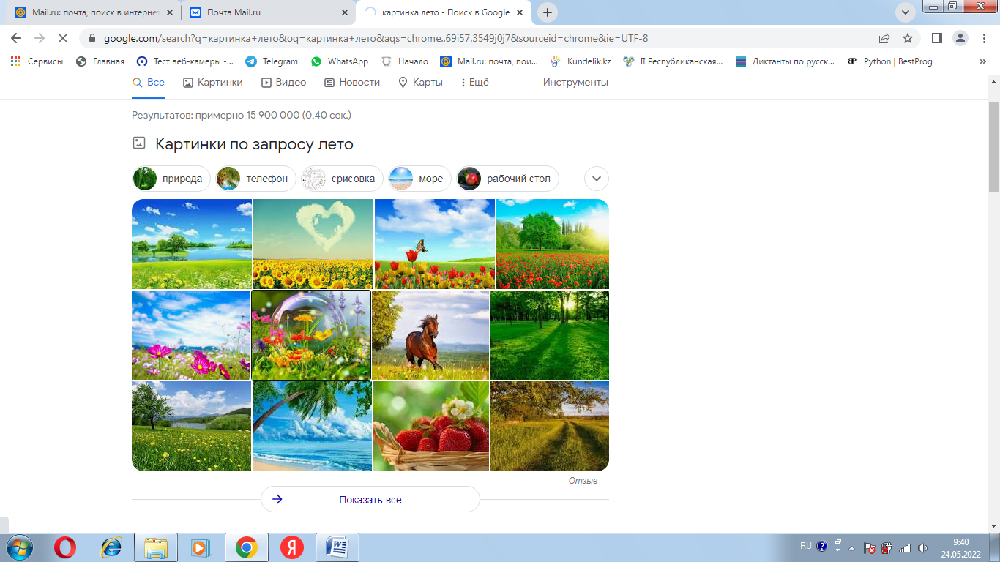 Mail.ru: почта, поиск в интернет
Почта Mail.ru
картинка лето - Поиск в Google
google.com/search?q=картинка+лето&oq=картинка+лето&aqs=chrome..69i57.3549j0j7&sourceid=chrome&ie=UTF-8
Сервисы
Главная
Тест веб-камеры -...
Telegram
WhatsApp
Начало
Mail.ru: почта, пои...
Kundelik.kz
II Республиканская...
Диктанты по русск...
Python | BestProg
»
Все
Картинки
Видео
Новости
Карты
Ещё
Инструменты
Результатов: примерно 15 900 000 (0,40 сек.)
Картинки по запросу лето
природа
телефон
срисовка
море
рабочий стол
Отзыв
Показать все
RU
9:40
24.05.2022